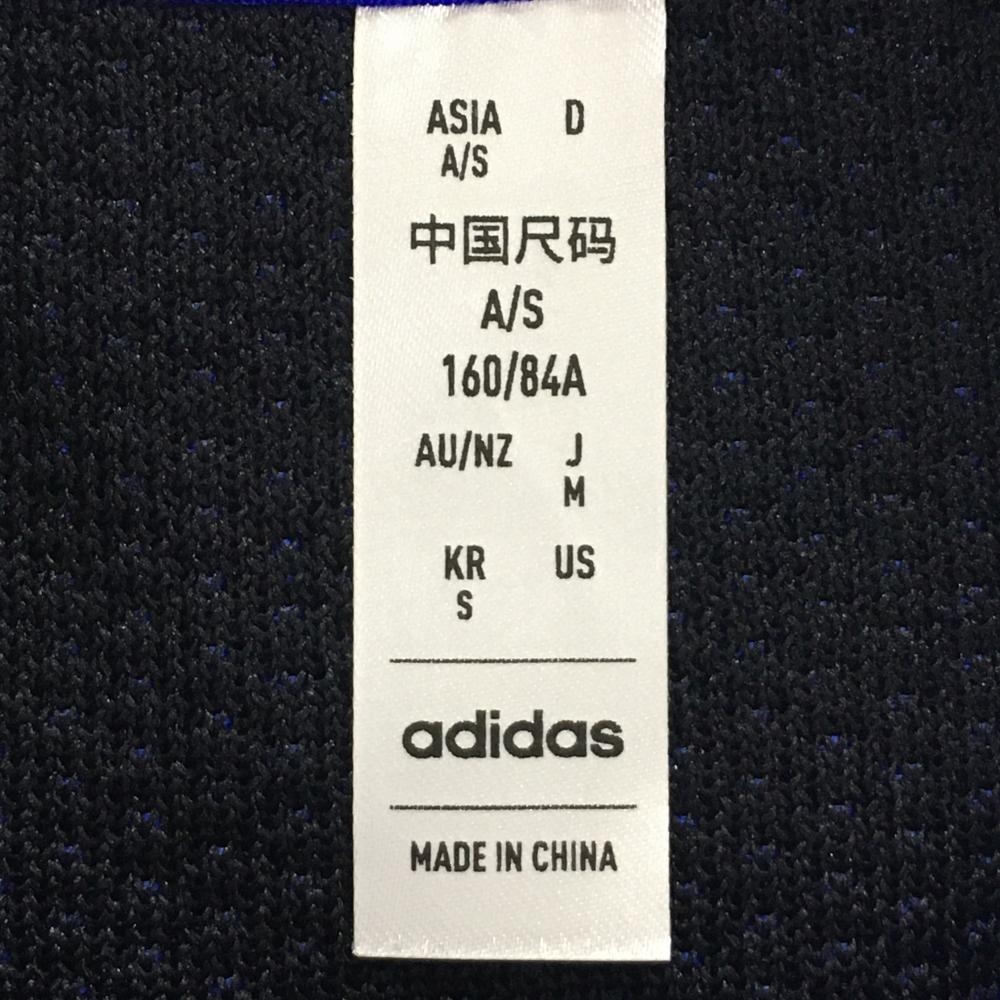 ASIA D
A/S
中国尺码
A/S
160/84A
AU/NZ J
M
KR US
S
adidas
MADE IN CHINA